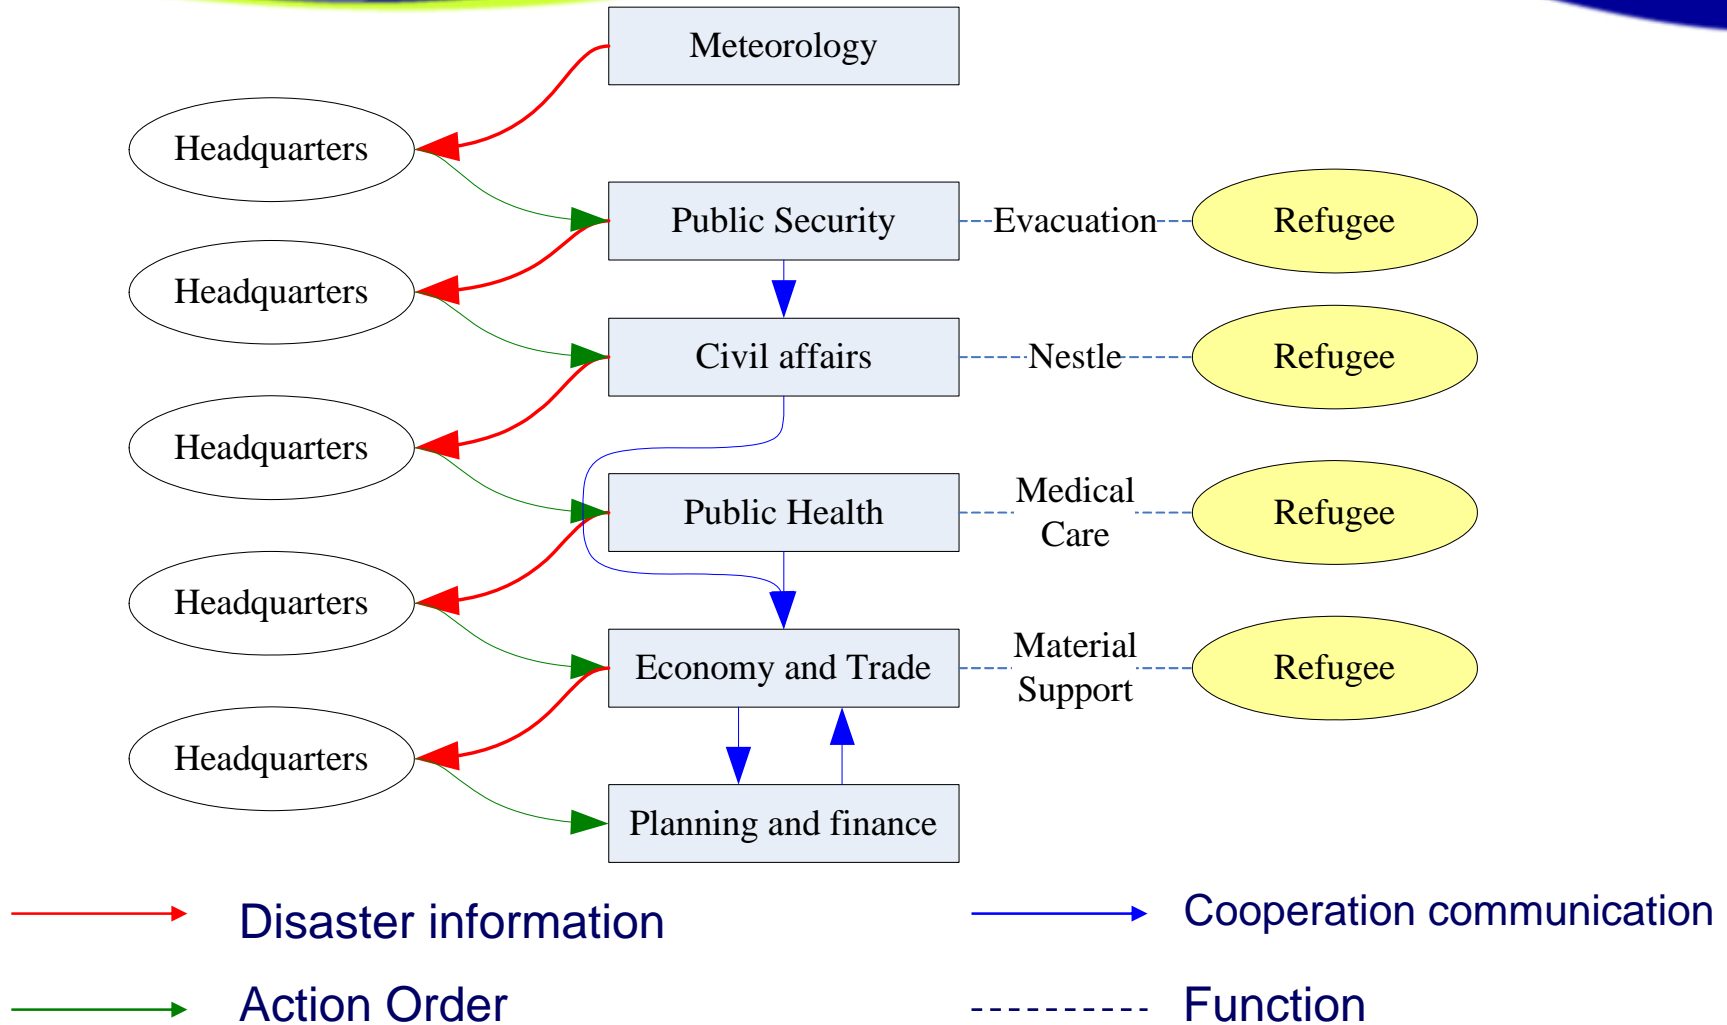 Meteorology
Headquarters
Public Security
Evacuation
Refugee
Headquarters
Civil affairs
Nestle
Refugee
Headquarters
Public Health
Medical
Care
Refugee
Headquarters
Economy and Trade
Material
Support
Refugee
Headquarters
Planning and finance
Disaster information
Cooperation communication
Action Order
Function